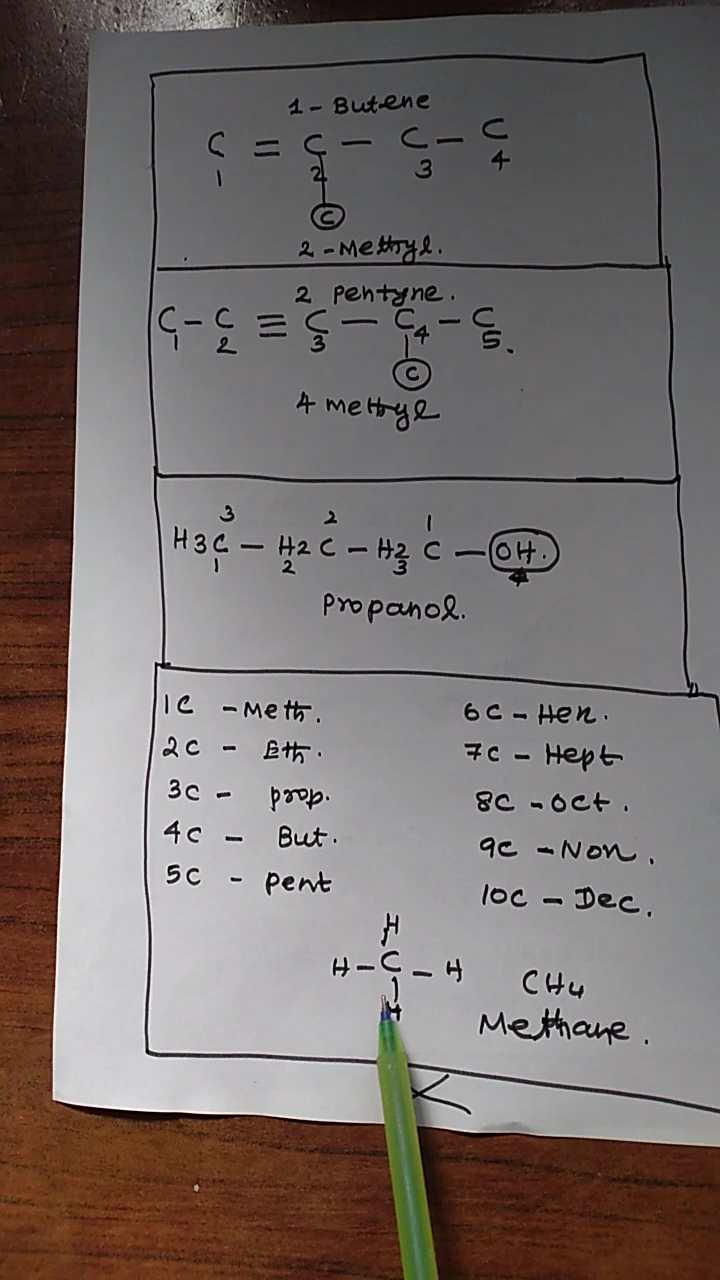 1 - Butene
C = C - C - C
1 2 3 4
C
2 - Methyl.
2 pentyne.
C - C ≡ C - C - C
1 2 3 4 5.
C
4 methyl
3 2 1
H3C - H2C - H2C - OH.
1 2 3 4
Propanol.
1C - Meth. 6C - Hex.
2C - Eth. 7C - Hept
3C - prop. 8C - Oct.
4C - But. 9C - Non.
5C - pent 10C - Dec.
H
H - C - H CH4
H Methane.